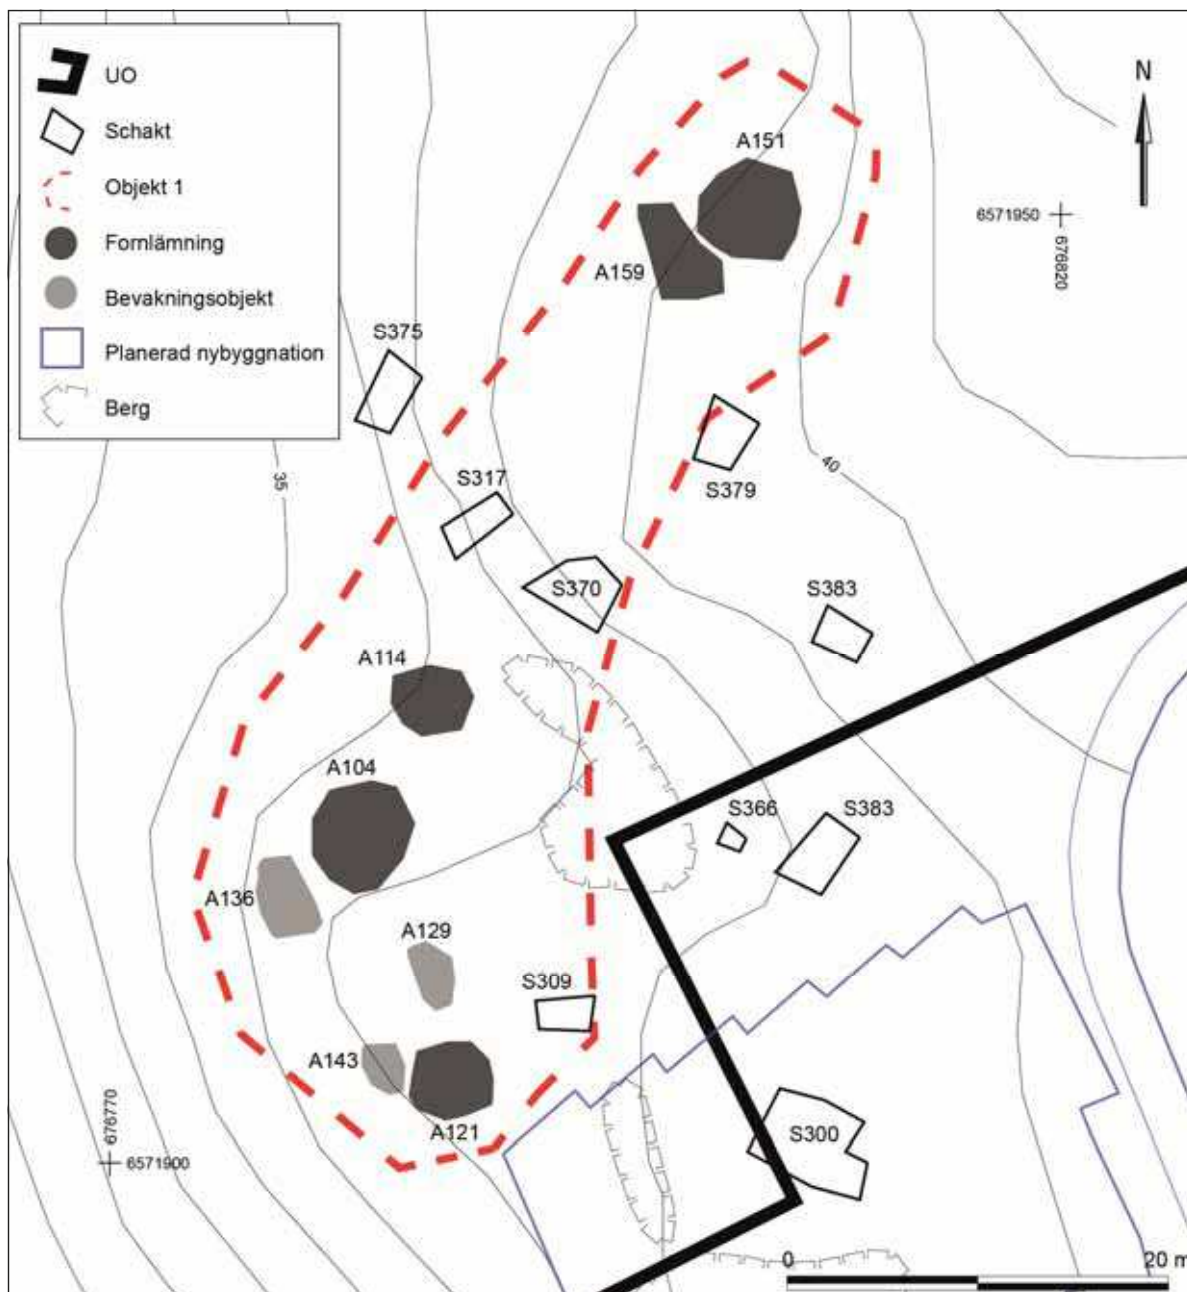 UO
Schakt
Objekt 1
Fornlämning
Bevakningsobjekt
Planerad nybyggnation
Berg
N
A151
6571950
676820
A159
S375
S379
40
35
S317
S370
S383
A114
A104
S366
S383
A136
A129
S309
A143
A121
S300
676770
6571900
0
20 m